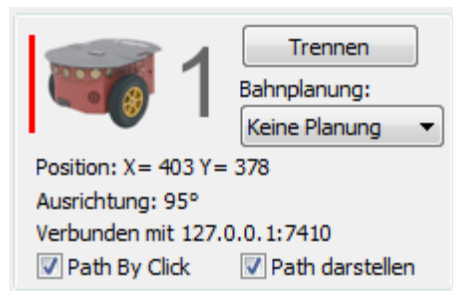 1
Trennen
Bahnplanung:
Keine Planung
Position: X= 403 Y= 378
Ausrichtung: 95°
Verbunden mit 127.0.0.1:7410
Path By Click
Path darstellen